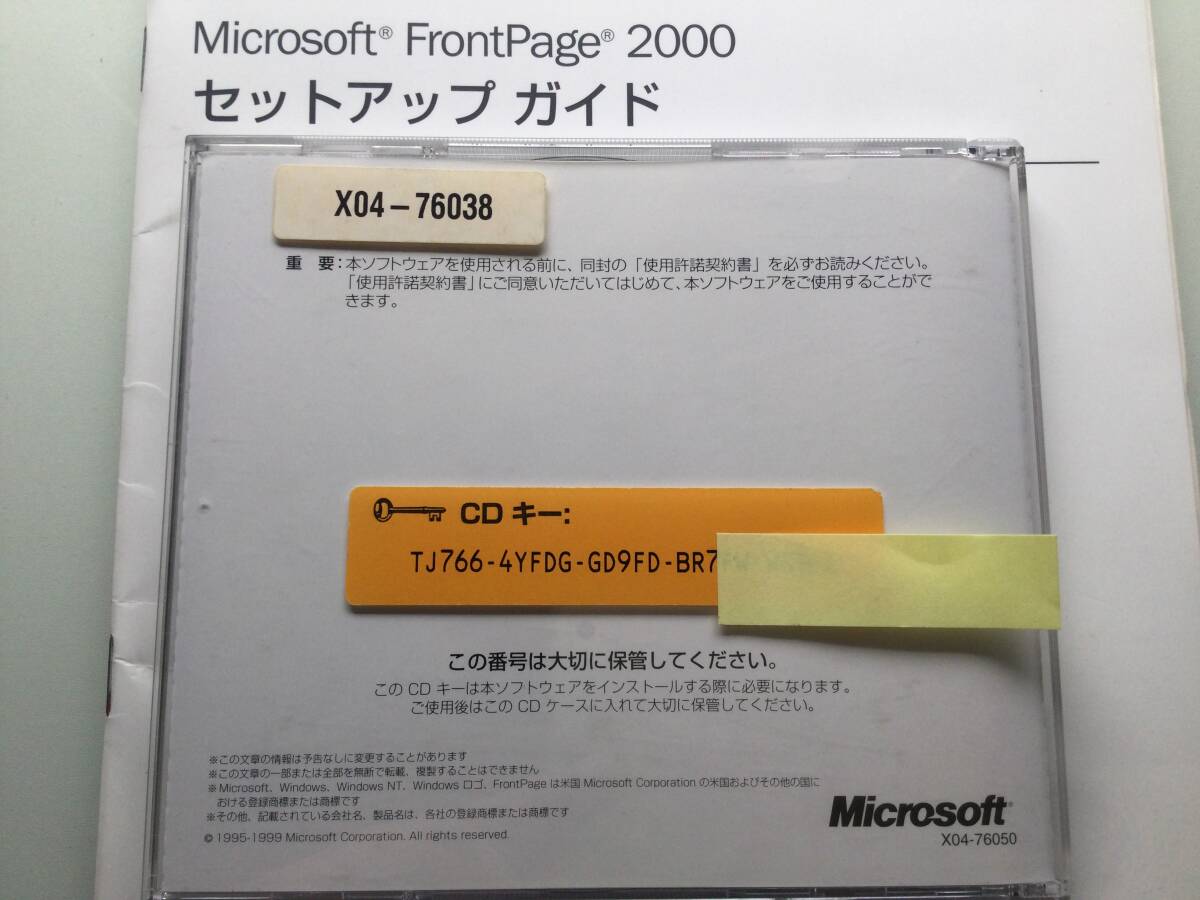 Microsoft® FrontPage® 2000
セットアップ ガイド
X04-76038
重 要：本ソフトウェアを使用される前に、同封の「使用許諾契約書」を必ずお読みください。
「使用許諾契約書」にご同意いただいてはじめて、本ソフトウェアをご使用することがで
きます。
CD キー:
TJ766-4YFDG-GD9FD-BR7
この番号は大切に保管してください。
この CD キーは本ソフトウェアをインストールする際に必要になります。
ご使用後はこの CD ケースに入れて大切に保管してください。
※この文章の情報は予告なしに変更することがあります
※この文章の一部または全部を無断で転載、複製することはできません
※Microsoft、Windows、Windows NT、Windows ロゴ、FrontPage は米国 Microsoft Corporation の米国およびその他の国に
おける登録商標または商標です
※その他、記載されている会社名、製品名は、各社の登録商標または商標です
© 1995-1999 Microsoft Corporation. All rights reserved.
Microsoft®
X04-76050